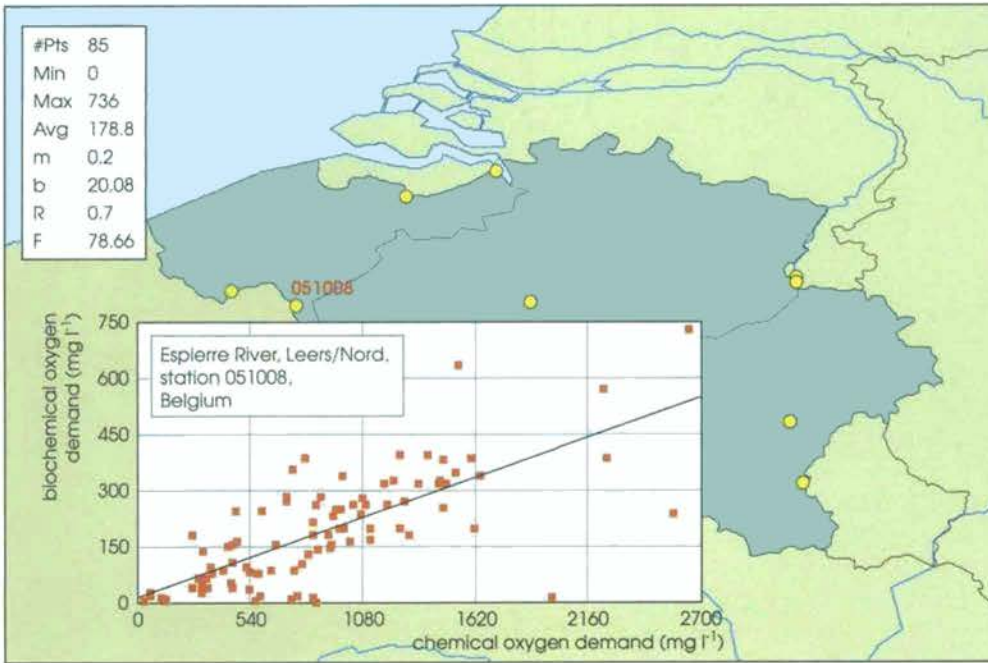 #Pts 85
Min 0
Max 736
Avg 178.8
m 0.2
b 20.08
R 0.7
F 78.66
051008
biochemical oxygen
demand (mg l⁻¹)
750
600
450
300
150
0
Espierre River, Leers/Nord,
station 051008,
Belgium
0 540 1080 1620 2160 2700
chemical oxygen demand (mg l⁻¹)